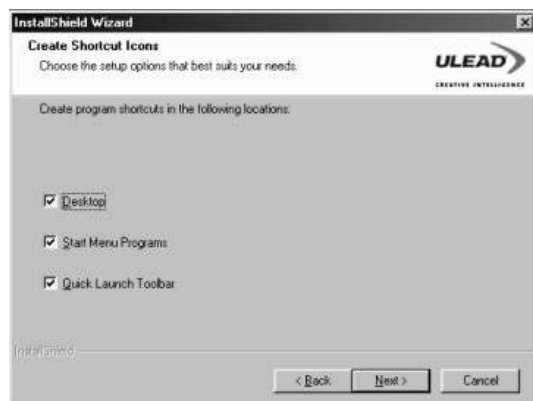 InstallShield Wizard
Create Shortcut Icons
Choose the setup options that best suits your needs.
ULEAD
CREATIVE INTELLIGENCE
Create program shortcuts in the following locations:
Desktop
Start Menu Programs
Quick Launch Toolbar
InstallShield
< Back
Next >
Cancel